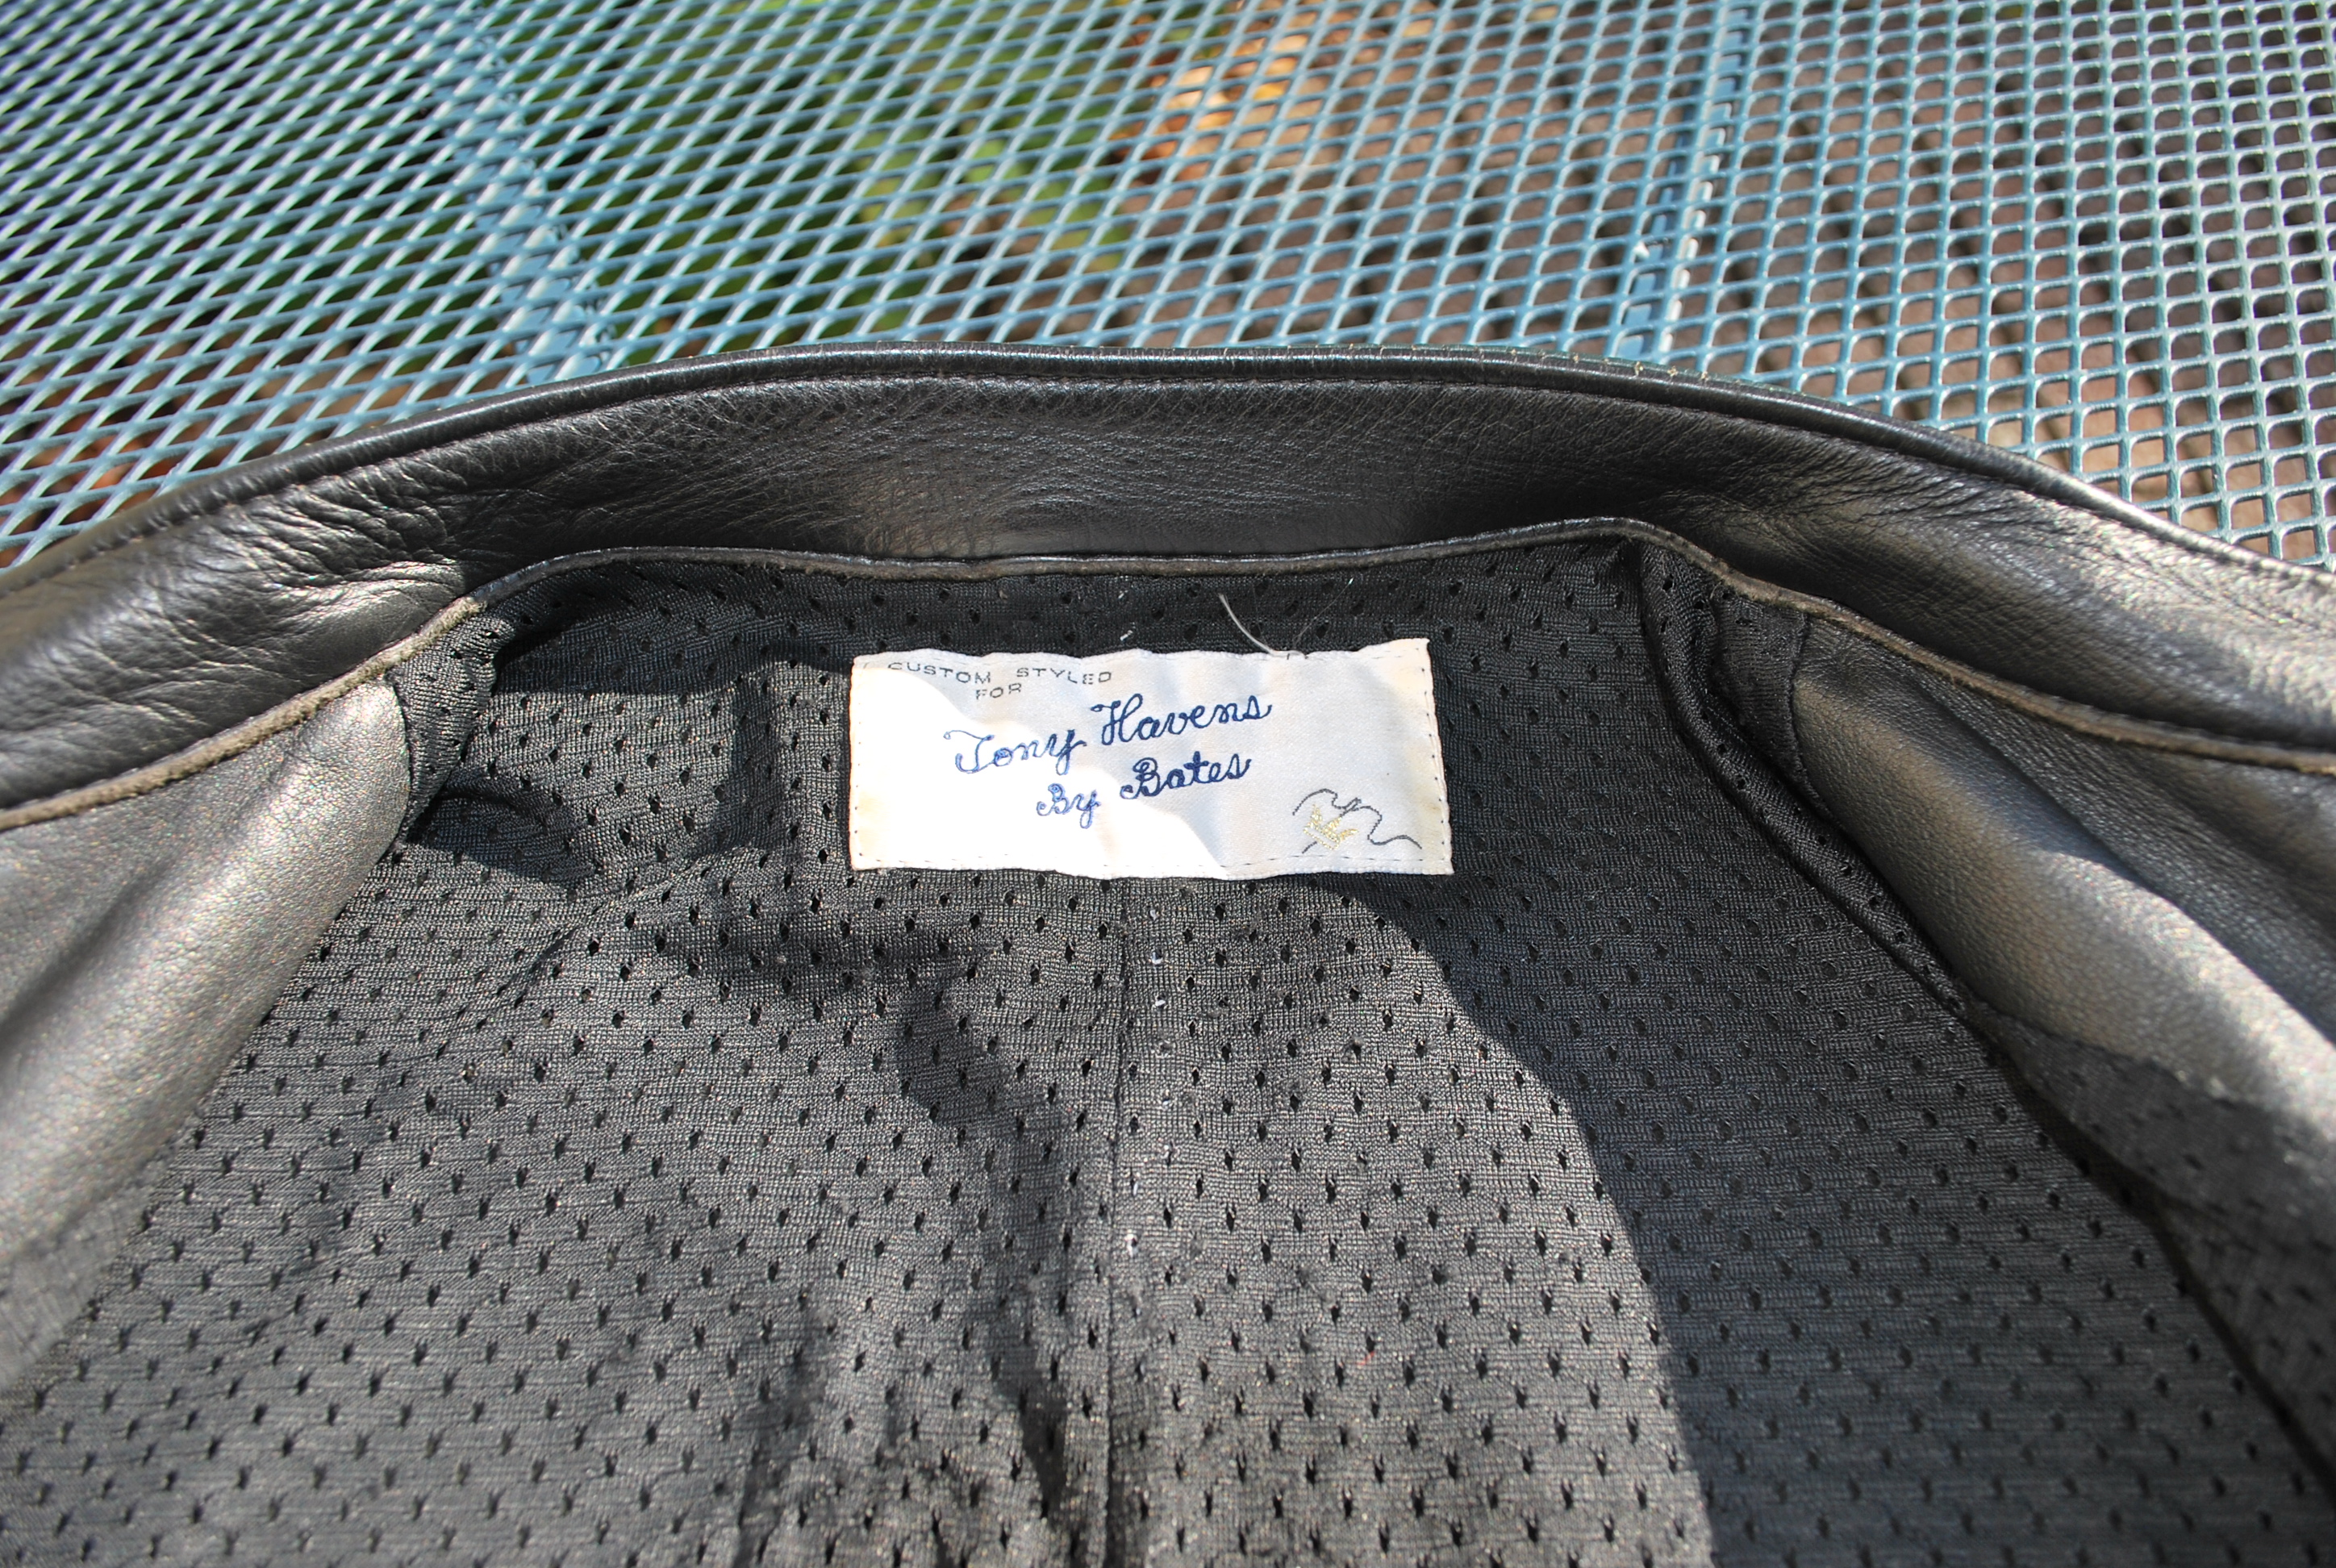 CUSTOM STYLED
FOR
Tony Havens
By Bates